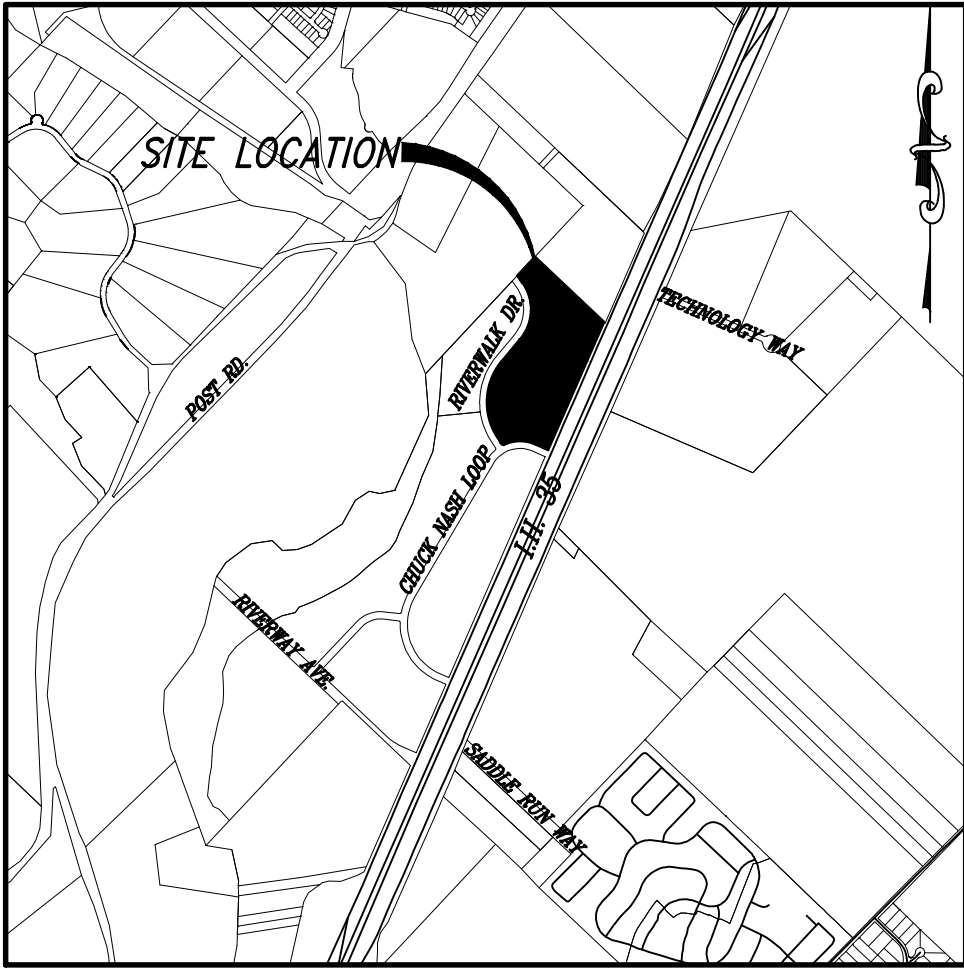 SITE LOCATION
TECHNOLOGY WAY
RIVERWALK DR.
POST RD.
CHUCK NASH LOOP
I.H. 35
RIVERWAY AVE.
SADDLE RUN WAY